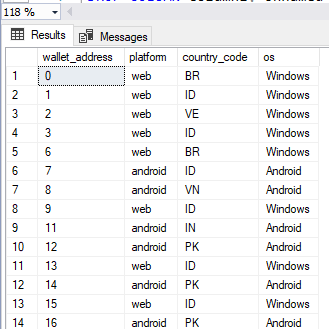 118 %
Results Messages
wallet_address platform country_code os
1 0 web BR Windows
2 1 web ID Windows
3 2 web VE Windows
4 3 web ID Windows
5 6 web BR Windows
6 7 android ID Android
7 8 android VN Android
8 9 web ID Windows
9 11 android IN Android
10 12 android PK Android
11 13 web ID Windows
12 14 android PK Android
13 15 web ID Windows
14 16 android PK Android